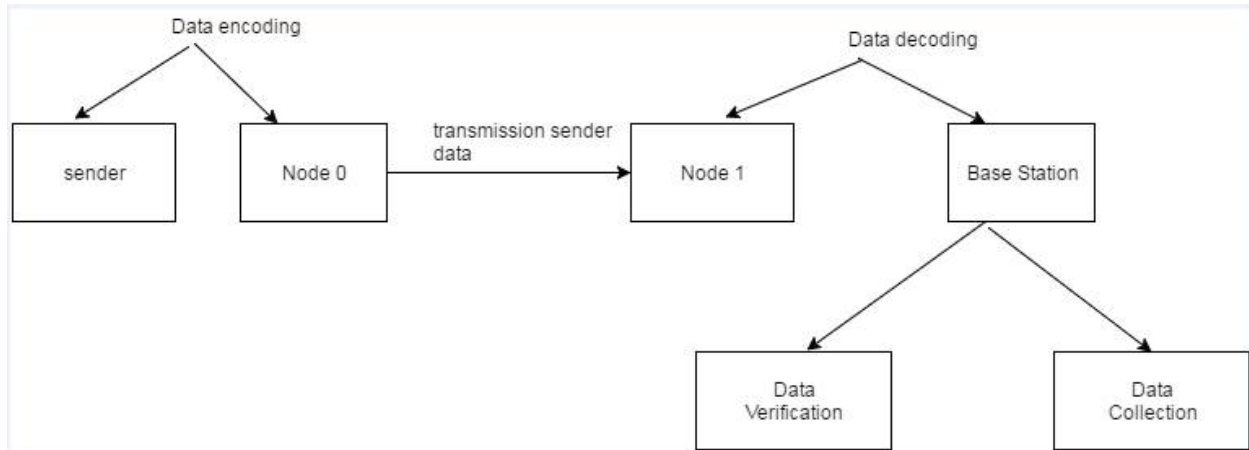 Data encoding
Data decoding
sender
Node 0
transmission sender
data
Node 1
Base Station
Data
Verification
Data
Collection